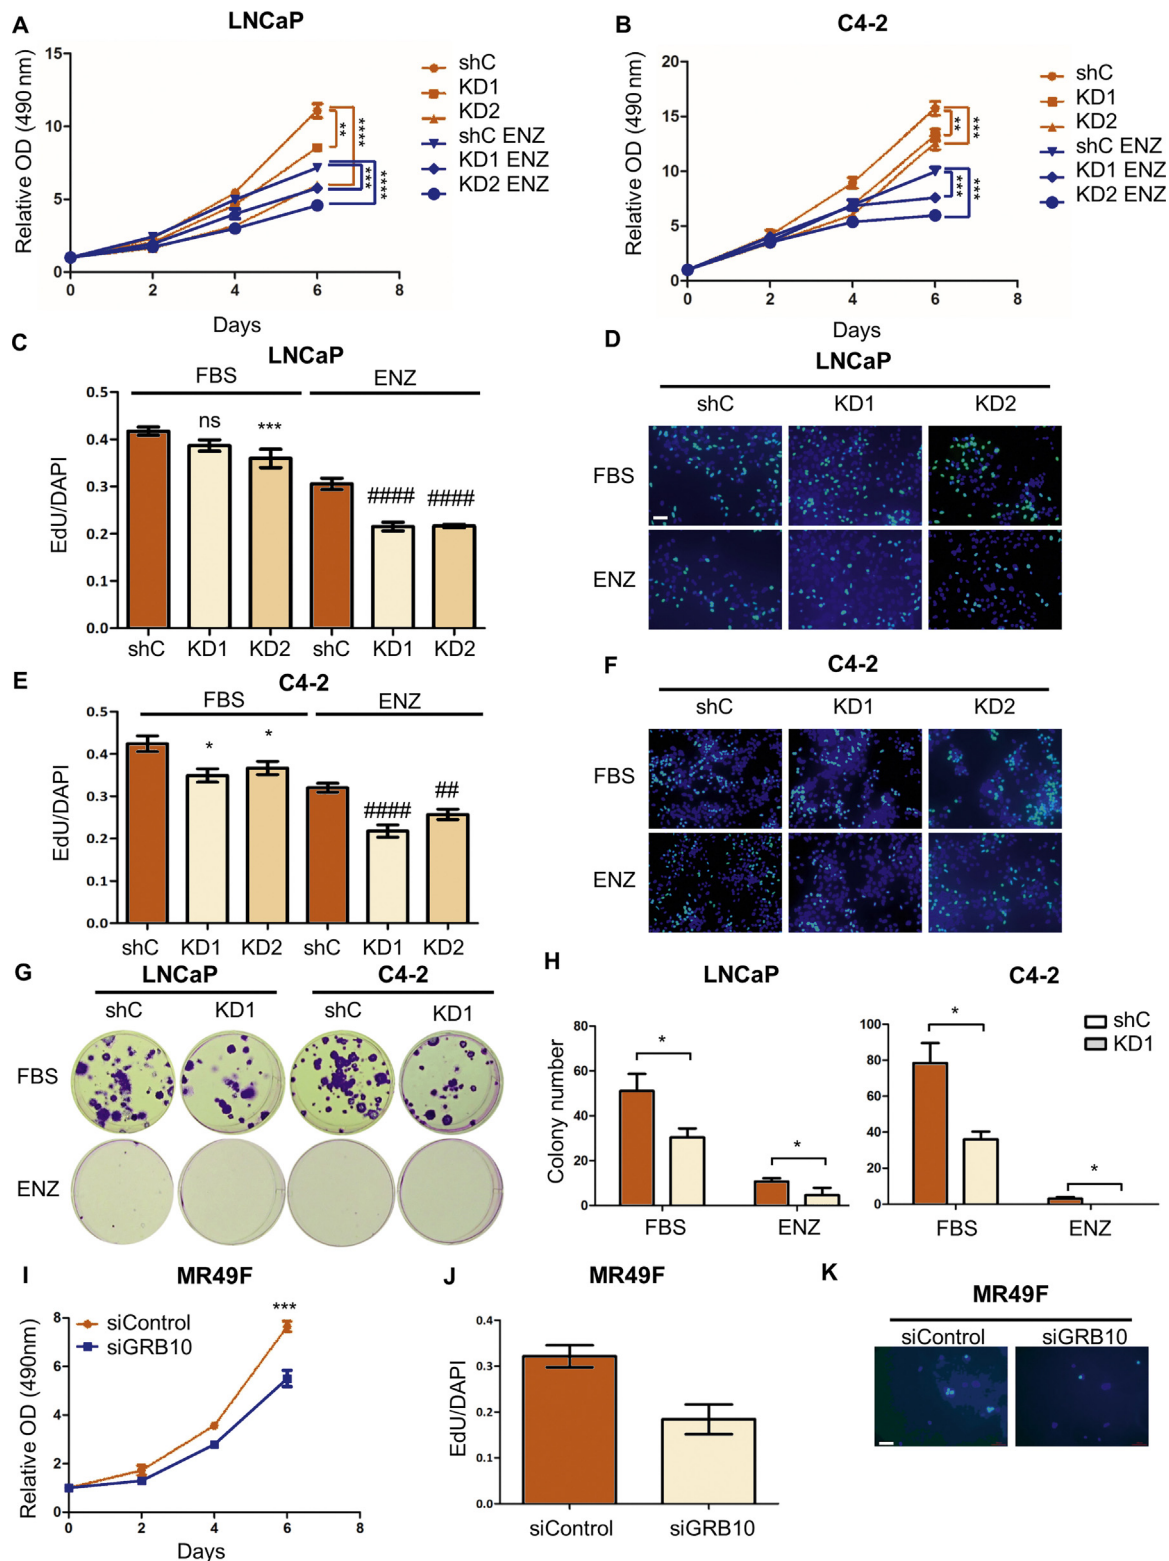 A
LNCaP
Relative OD (490 nm)
15
10
5
0
0 2 4 6 8
Days
shC
KD1
KD2
shC ENZ
KD1 ENZ
KD2 ENZ
**
****
***
****
B
C4-2
Relative OD (490 nm)
20
15
10
5
0
0 2 4 6 8
Days
shC
KD1
KD2
shC ENZ
KD1 ENZ
KD2 ENZ
**
***
***
***
C
LNCaP
FBS ENZ
EdU/DAPI
0.5
0.4
0.3
0.2
0.1
0.0
ns *** #### ####
shC KD1 KD2 shC KD1 KD2
D
LNCaP
shC KD1 KD2
FBS
ENZ
E
C4-2
FBS ENZ
EdU/DAPI
0.5
0.4
0.3
0.2
0.1
0.0
* * #### ##
shC KD1 KD2 shC KD1 KD2
F
C4-2
shC KD1 KD2
FBS
ENZ
G
LNCaP C4-2
shC KD1 shC KD1
FBS
ENZ
H
LNCaP
Colony number
80
60
40
20
0
* *
FBS ENZ
C4-2
100
80
60
40
20
0
* *
FBS ENZ
shC
KD1
I
MR49F
Relative OD (490nm)
8
6
4
2
0
0 2 4 6 8
Days
siControl
siGRB10
***
J
MR49F
EdU/DAPI
0.4
0.3
0.2
0.1
0.0
siControl siGRB10
K
MR49F
siControl siGRB10